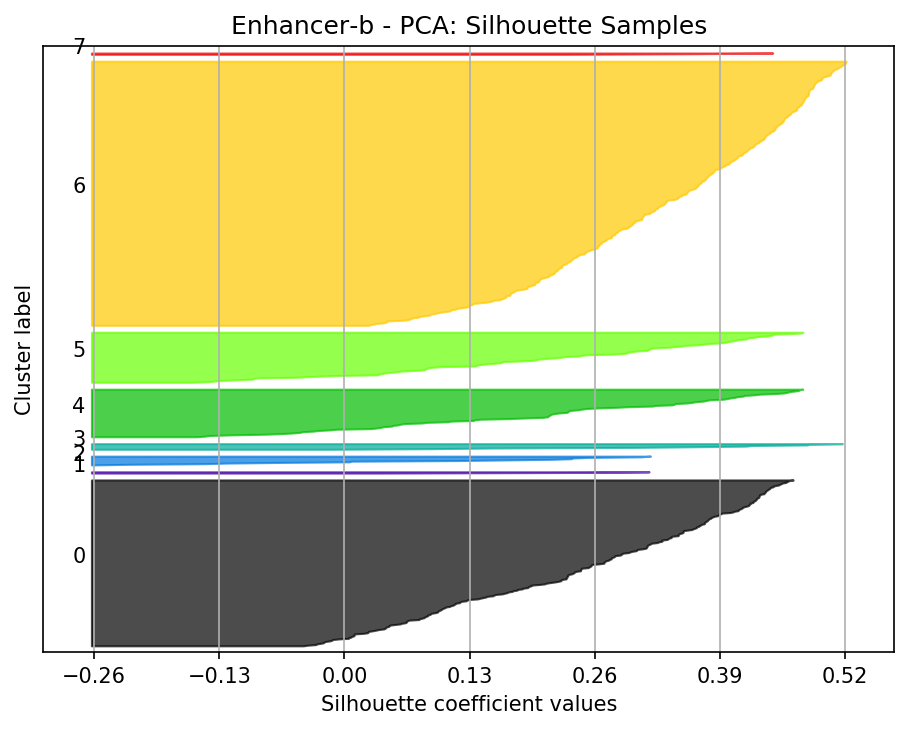 Enhancer-b - PCA: Silhouette Samples
7
6
5
4
3
2
1
0
Cluster label
−0.26 −0.13 0.00 0.13 0.26 0.39 0.52
Silhouette coefficient values